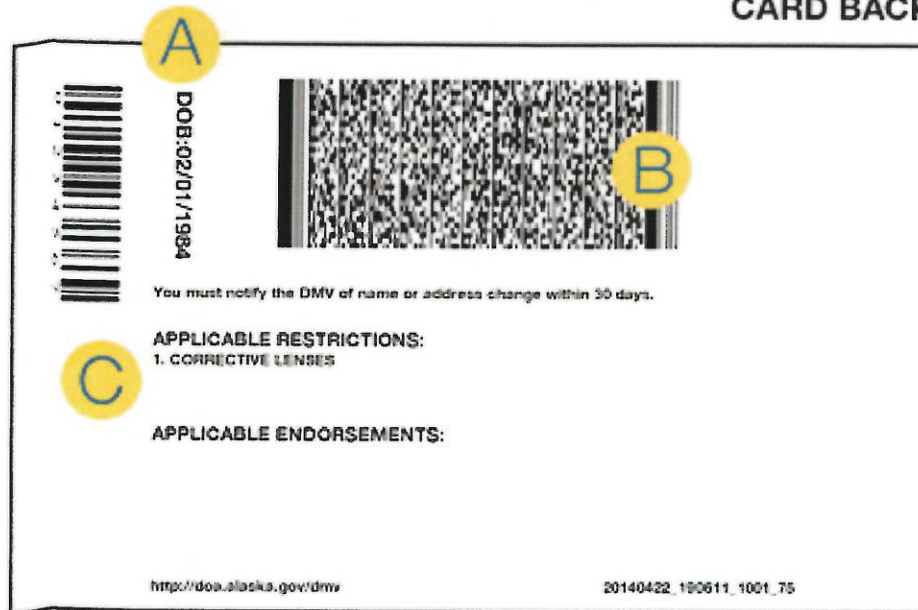 CARD BACK
A
DOB:02/01/1984
B
You must notify the DMV of name or address change within 30 days.
APPLICABLE RESTRICTIONS:
1. CORRECTIVE LENSES
C
APPLICABLE ENDORSEMENTS:
http://doa.alaska.gov/dmv
20140422_190611_1001_75